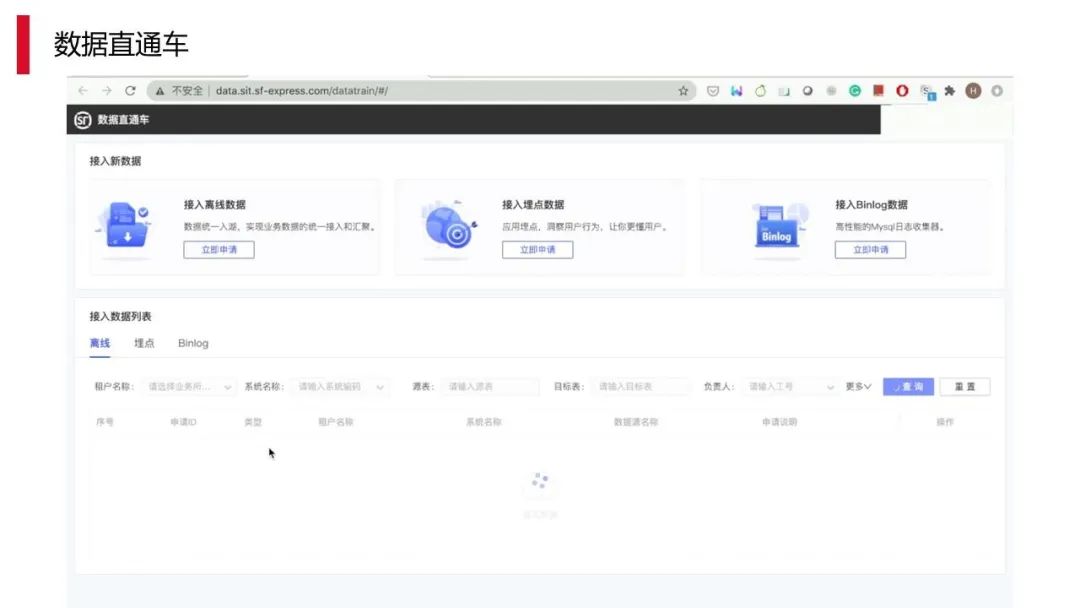 数据直通车
不安全 | data.sit.sf-express.com/datatrain/#/
H
SF 数据直通车
接入新数据
接入离线数据
数据统一入湖，实现业务数据的统一接入和汇聚。
立即申请
接入埋点数据
应用埋点，洞察用户行为，让你更懂用户。
立即申请
Binlog
接入Binlog数据
高性能的Mysql日志收集器。
立即申请
接入数据列表
离线 埋点 Binlog
租户名称： 请选择业务所... 系统名称： 请输入系统编码 源表： 请输入源表 目标表： 请输入目标表 负责人： 请输入工号 更多 查询 重置
序号 申请ID 类型 租户名称 系统名称 数据源名称 申请说明 操作